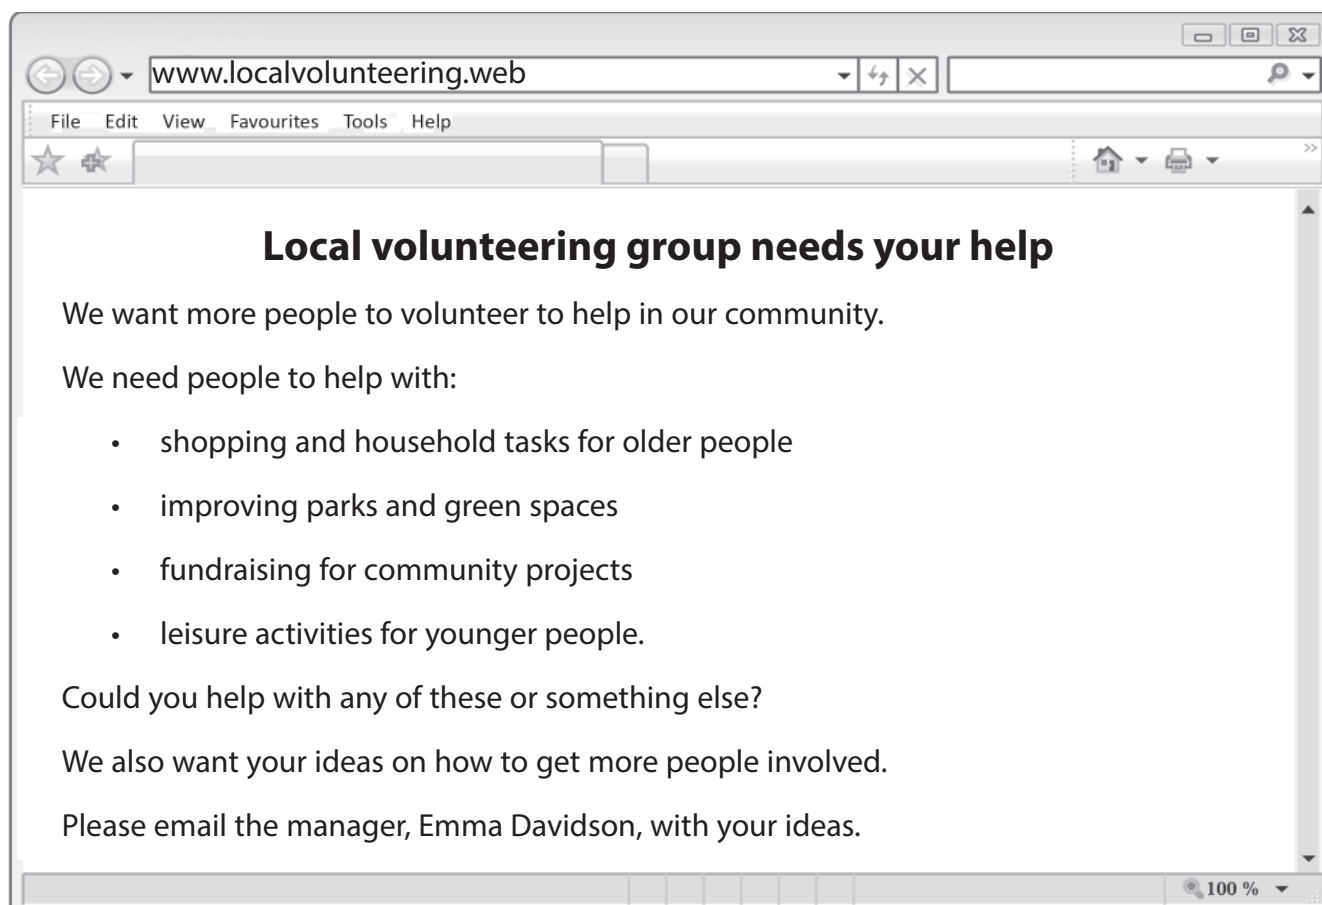 www.localvolunteering.web
File Edit View Favourites Tools Help
Local volunteering group needs your help
We want more people to volunteer to help in our community.
We need people to help with:
• shopping and household tasks for older people
• improving parks and green spaces
• fundraising for community projects
• leisure activities for younger people.
Could you help with any of these or something else?
We also want your ideas on how to get more people involved.
Please email the manager, Emma Davidson, with your ideas.
100 %